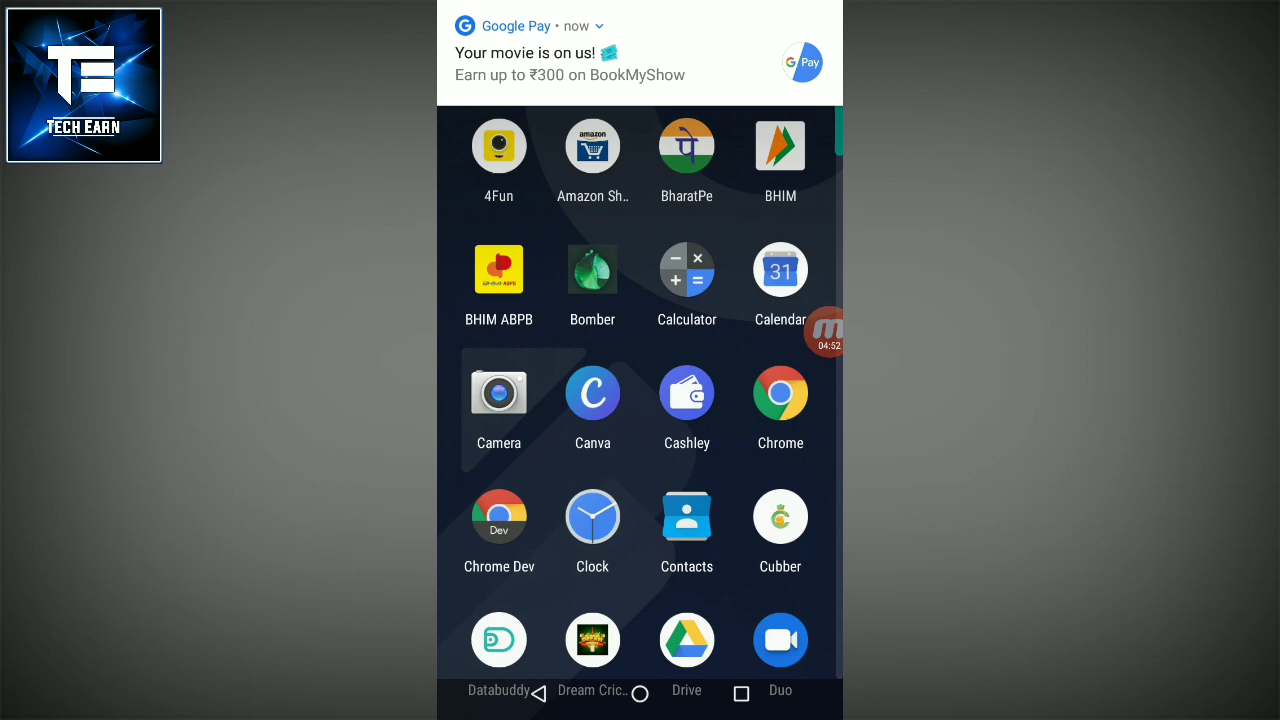 TE
TECH EARN
Google Pay • now
Your movie is on us!
Earn up to ₹300 on BookMyShow
G Pay
amazon
पे
4Fun
Amazon Sh..
BharatPe
BHIM
31
BHIM ABPB
Bomber
Calculator
Calendar
04:52
Camera
Canva
Cashley
Chrome
Dev
Chrome Dev
Clock
Contacts
Cubber
Databuddy
Dream Cric..
Drive
Duo